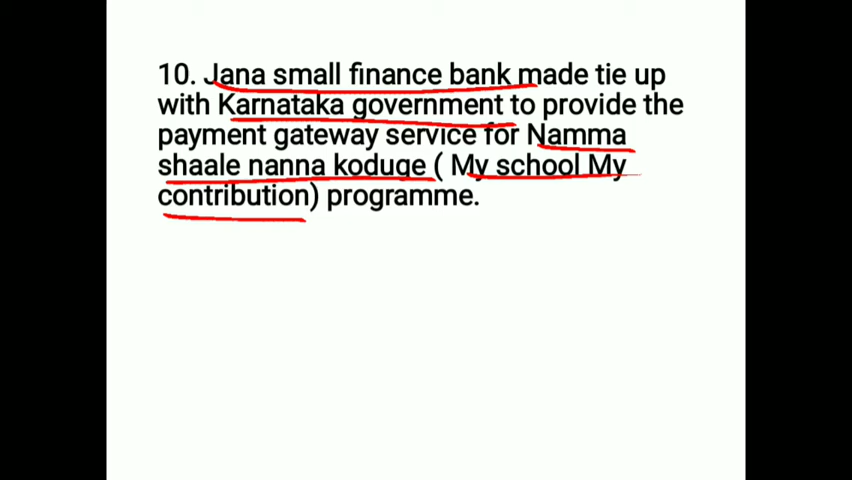 10. Jana small finance bank made tie up
with Karnataka government to provide the
payment gateway service for Namma
shaale nanna koduge ( My school My
contribution) programme.